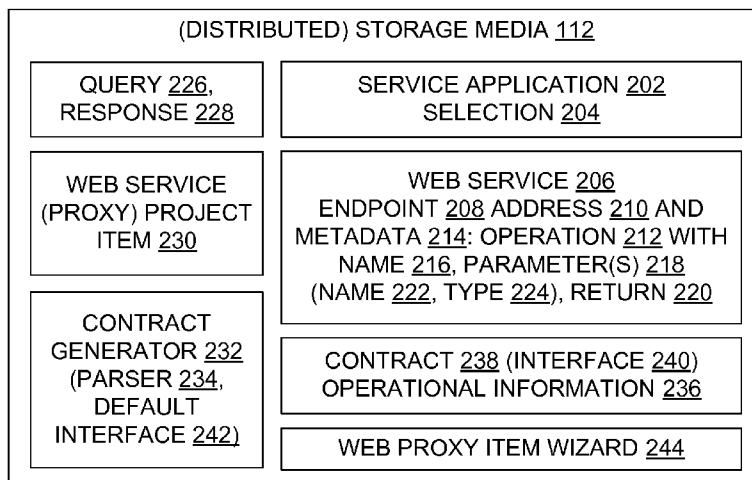 (DISTRIBUTED) STORAGE MEDIA 112
QUERY 226,
RESPONSE 228
SERVICE APPLICATION 202
SELECTION 204
WEB SERVICE
(PROXY) PROJECT
ITEM 230
WEB SERVICE 206
ENDPOINT 208 ADDRESS 210 AND
METADATA 214: OPERATION 212 WITH
NAME 216, PARAMETER(S) 218
(NAME 222, TYPE 224), RETURN 220
CONTRACT
GENERATOR 232
(PARSER 234,
DEFAULT
INTERFACE 242)
CONTRACT 238 (INTERFACE 240)
OPERATIONAL INFORMATION 236
WEB PROXY ITEM WIZARD 244